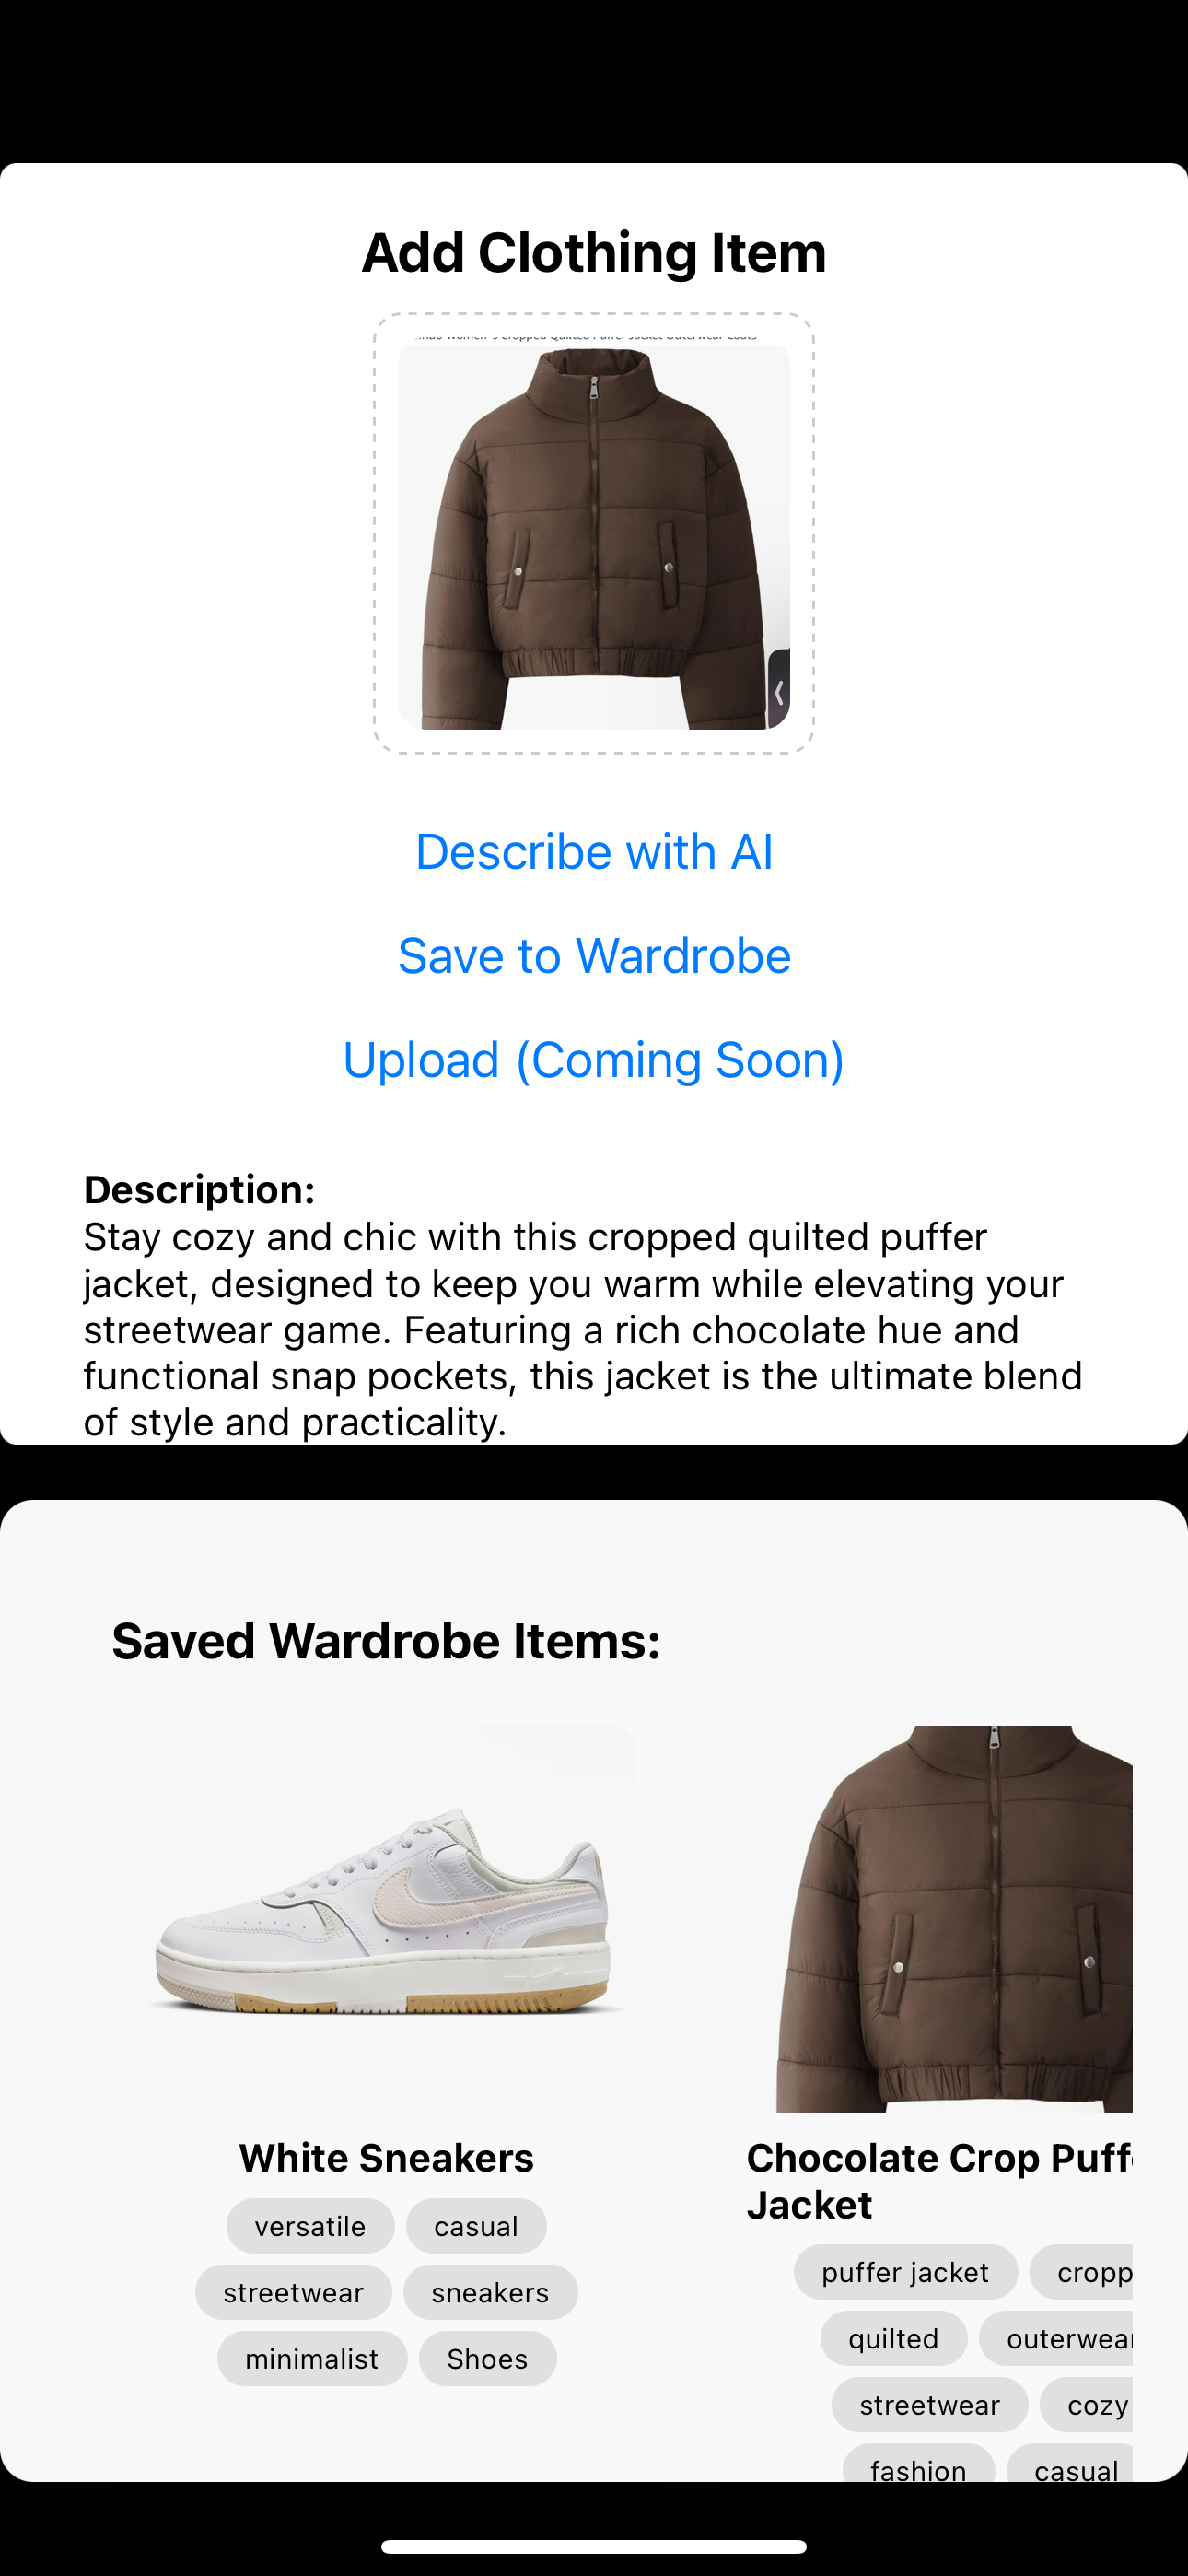 Add Clothing Item
Women's Cropped Quilted Puffer Jacket Outerwear Coats
Describe with AI
Save to Wardrobe
Upload (Coming Soon)
Description:
Stay cozy and chic with this cropped quilted puffer
jacket, designed to keep you warm while elevating your
streetwear game. Featuring a rich chocolate hue and
functional snap pockets, this jacket is the ultimate blend
of style and practicality.
Saved Wardrobe Items:
White Sneakers
versatile casual
streetwear sneakers
minimalist Shoes
Chocolate Crop Puff
Jacket
puffer jacket cropp
quilted outerwear
streetwear cozy
fashion casual